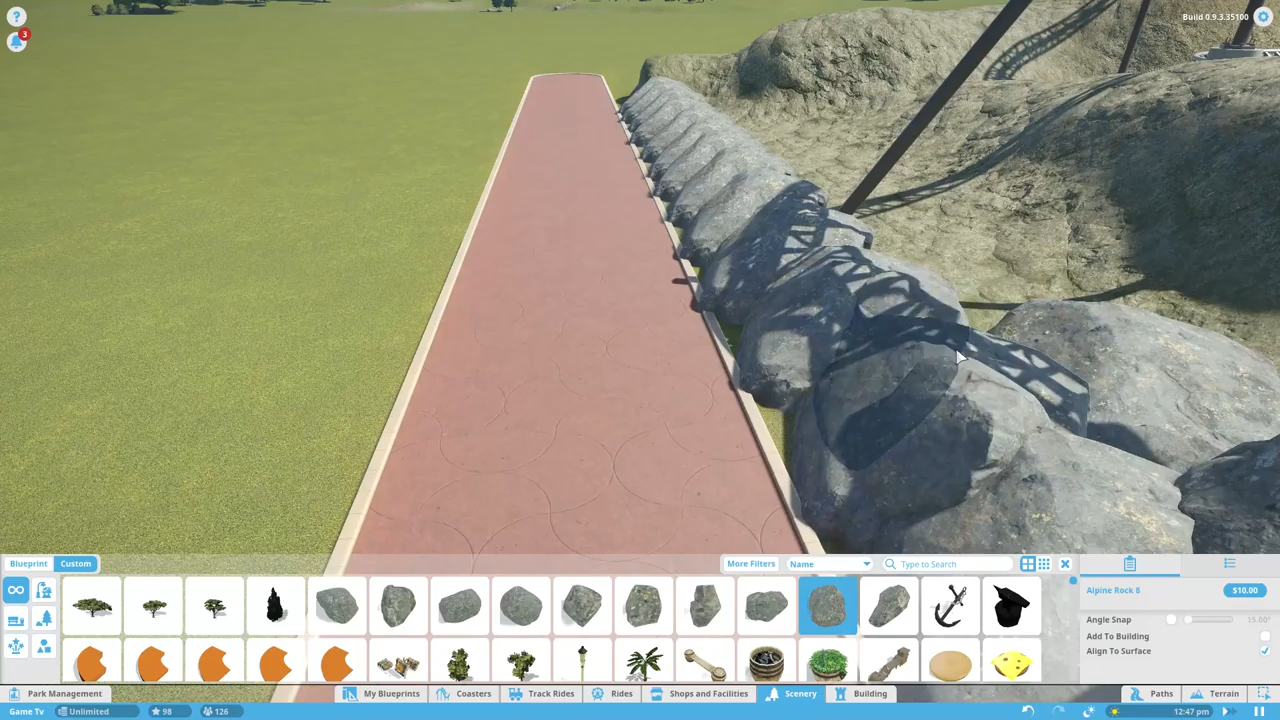 ?
3
Build 0.9.3.35100
Blueprint Custom
More Filters Name Type to Search
Alpine Rock 8 $10.00
Angle Snap 15.00°
Add To Building
Align To Surface
Park Management My Blueprints Coasters Track Rides Rides Shops and Facilities Scenery Building Paths Terrain
Game Tv Unlimited 98 126 12:47 pm